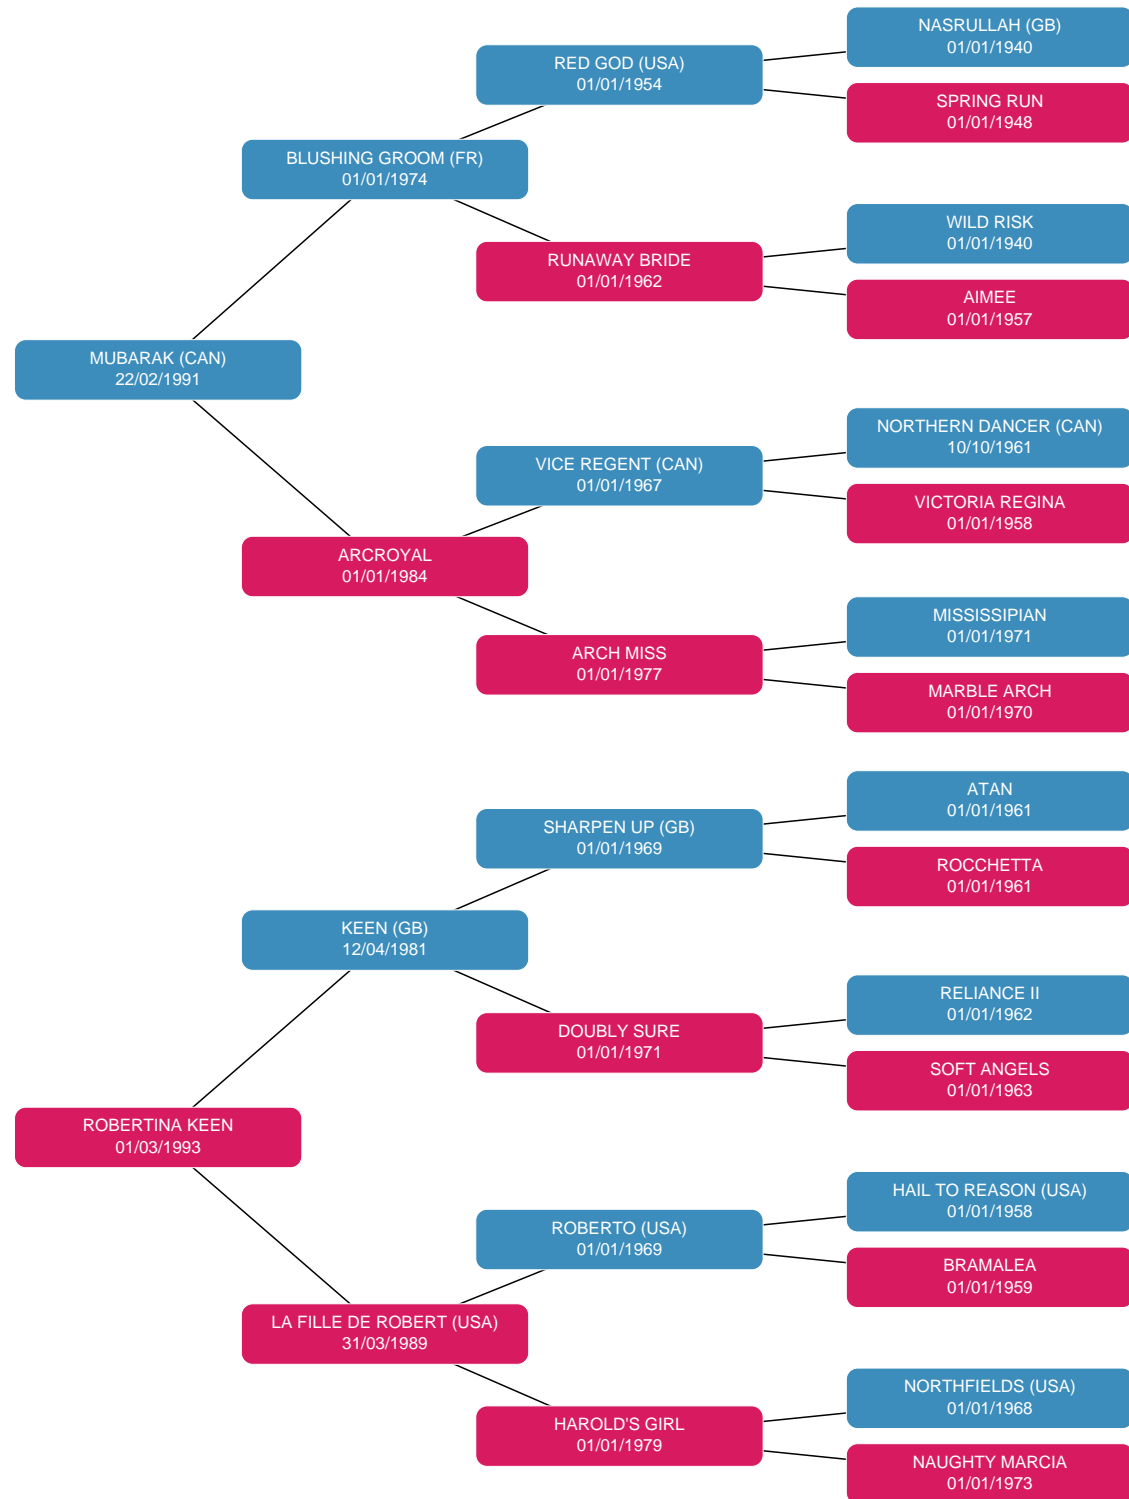 NASRULLAH (GB)
01/01/1940
RED GOD (USA)
01/01/1954
SPRING RUN
01/01/1948
BLUSHING GROOM (FR)
01/01/1974
WILD RISK
01/01/1940
RUNAWAY BRIDE
01/01/1962
AIMEE
01/01/1957
MUBARAK (CAN)
22/02/1991
NORTHERN DANCER (CAN)
10/10/1961
VICE REGENT (CAN)
01/01/1967
VICTORIA REGINA
01/01/1958
ARCROYAL
01/01/1984
MISSISSIPIAN
01/01/1971
ARCH MISS
01/01/1977
MARBLE ARCH
01/01/1970
ATAN
01/01/1961
SHARPEN UP (GB)
01/01/1969
ROCCHETTA
01/01/1961
KEEN (GB)
12/04/1981
RELIANCE II
01/01/1962
DOUBLY SURE
01/01/1971
SOFT ANGELS
01/01/1963
ROBERTINA KEEN
01/03/1993
HAIL TO REASON (USA)
01/01/1958
ROBERTO (USA)
01/01/1969
BRAMALEA
01/01/1959
LA FILLE DE ROBERT (USA)
31/03/1989
NORTHFIELDS (USA)
01/01/1968
HAROLD'S GIRL
01/01/1979
NAUGHTY MARCIA
01/01/1973